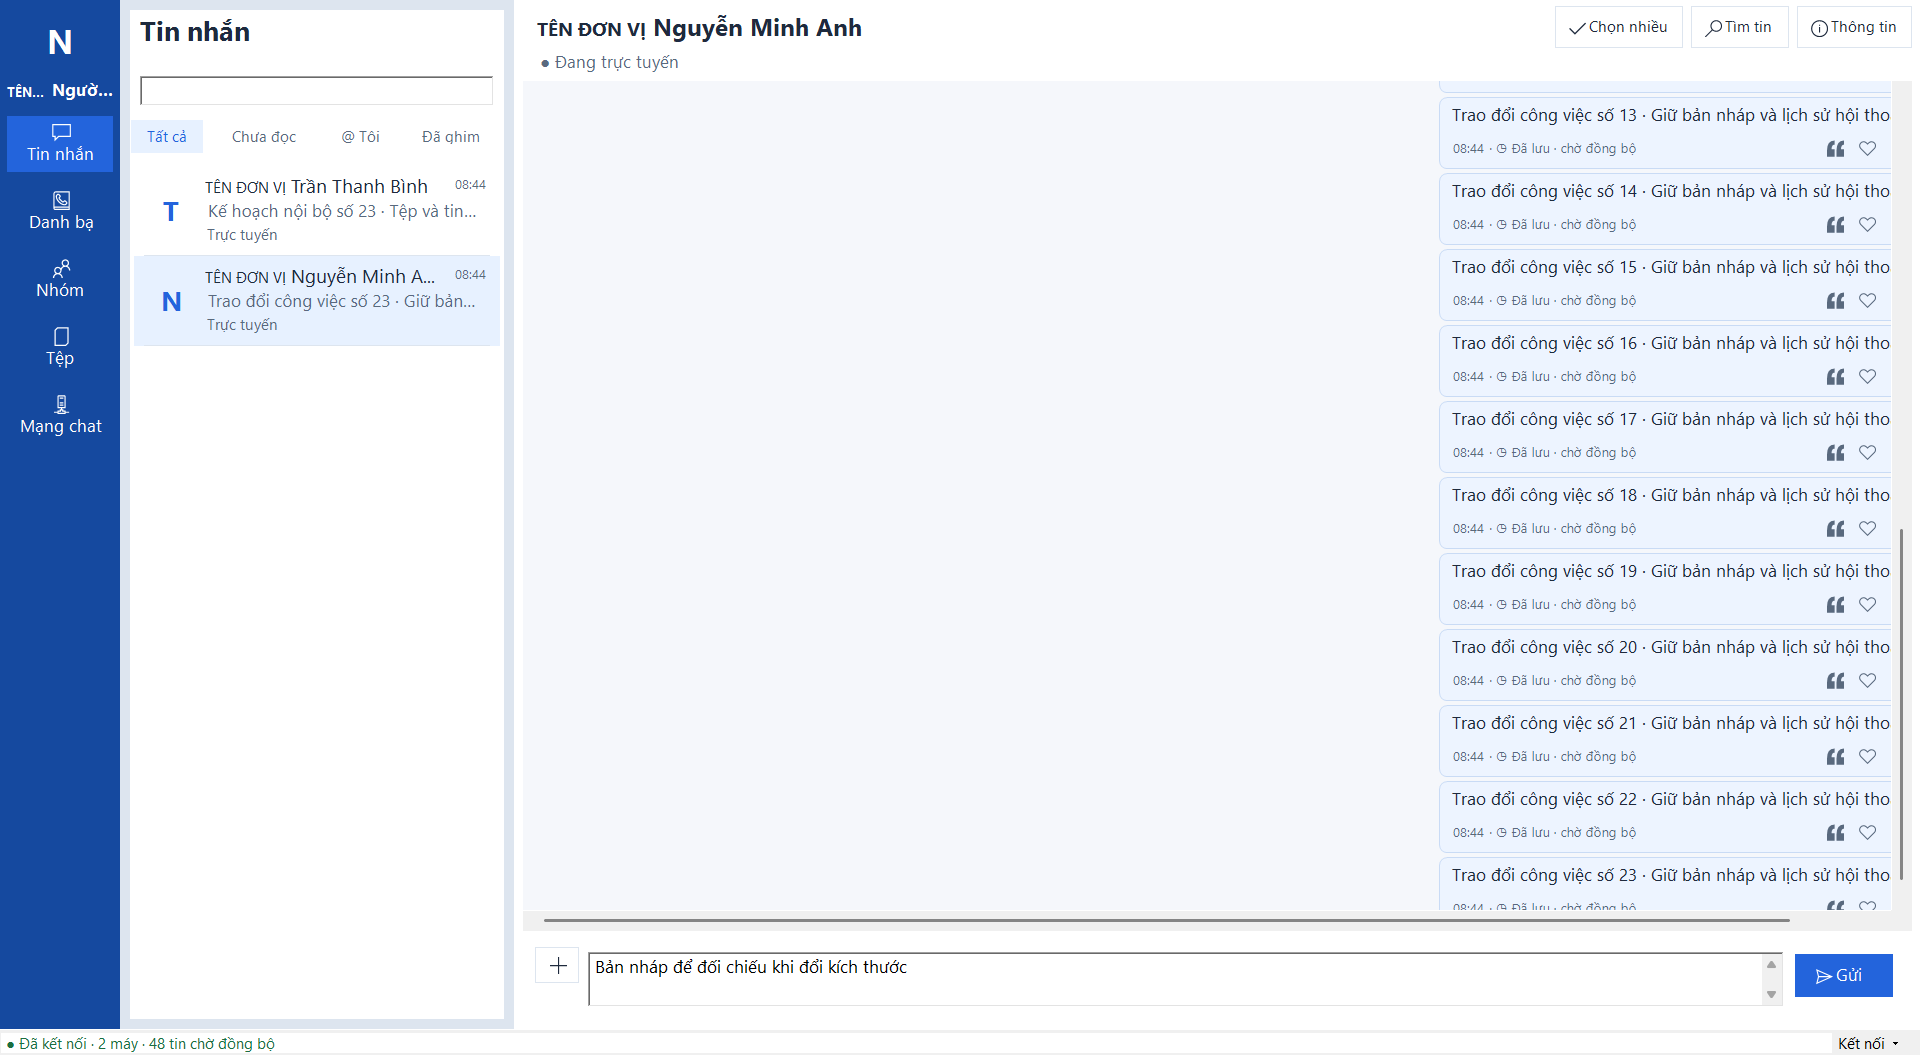 N
TÊN... Ngườ...
Tin nhắn
Danh bạ
Nhóm
Tệp
Mạng chat
Tin nhắn
Tất cả
Chưa đọc
@ Tôi
Đã ghim
T
TÊN ĐƠN VỊ Trần Thanh Bình 08:44
Kế hoạch nội bộ số 23 · Tệp và tin...
Trực tuyến
N
TÊN ĐƠN VỊ Nguyễn Minh A... 08:44
Trao đổi công việc số 23 · Giữ bản...
Trực tuyến
TÊN ĐƠN VỊ Nguyễn Minh Anh
● Đang trực tuyến
Chọn nhiều
Tìm tin
Thông tin
Trao đổi công việc số 13 · Giữ bản nháp và lịch sử hội tho
08:44 · ◷ Đã lưu · chờ đồng bộ
Trao đổi công việc số 14 · Giữ bản nháp và lịch sử hội tho
08:44 · ◷ Đã lưu · chờ đồng bộ
Trao đổi công việc số 15 · Giữ bản nháp và lịch sử hội tho
08:44 · ◷ Đã lưu · chờ đồng bộ
Trao đổi công việc số 16 · Giữ bản nháp và lịch sử hội tho
08:44 · ◷ Đã lưu · chờ đồng bộ
Trao đổi công việc số 17 · Giữ bản nháp và lịch sử hội tho
08:44 · ◷ Đã lưu · chờ đồng bộ
Trao đổi công việc số 18 · Giữ bản nháp và lịch sử hội tho
08:44 · ◷ Đã lưu · chờ đồng bộ
Trao đổi công việc số 19 · Giữ bản nháp và lịch sử hội tho
08:44 · ◷ Đã lưu · chờ đồng bộ
Trao đổi công việc số 20 · Giữ bản nháp và lịch sử hội tho
08:44 · ◷ Đã lưu · chờ đồng bộ
Trao đổi công việc số 21 · Giữ bản nháp và lịch sử hội tho
08:44 · ◷ Đã lưu · chờ đồng bộ
Trao đổi công việc số 22 · Giữ bản nháp và lịch sử hội tho
08:44 · ◷ Đã lưu · chờ đồng bộ
Trao đổi công việc số 23 · Giữ bản nháp và lịch sử hội tho
08:44 · ◷ Đã lưu · chờ đồng bộ
Bản nháp để đối chiếu khi đổi kích thước
Gửi
● Đã kết nối · 2 máy · 48 tin chờ đồng bộ
Kết nối